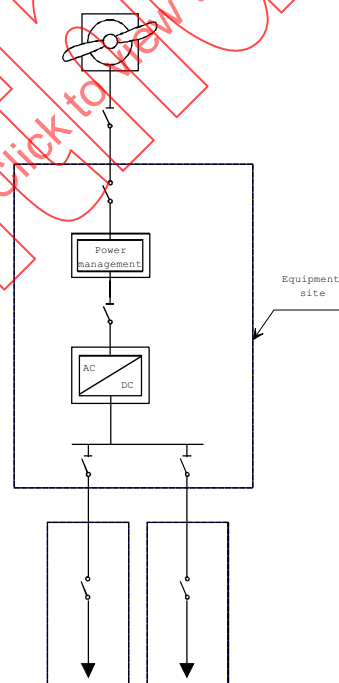 Click to view
Power
management
Equipment
site
AC
DC